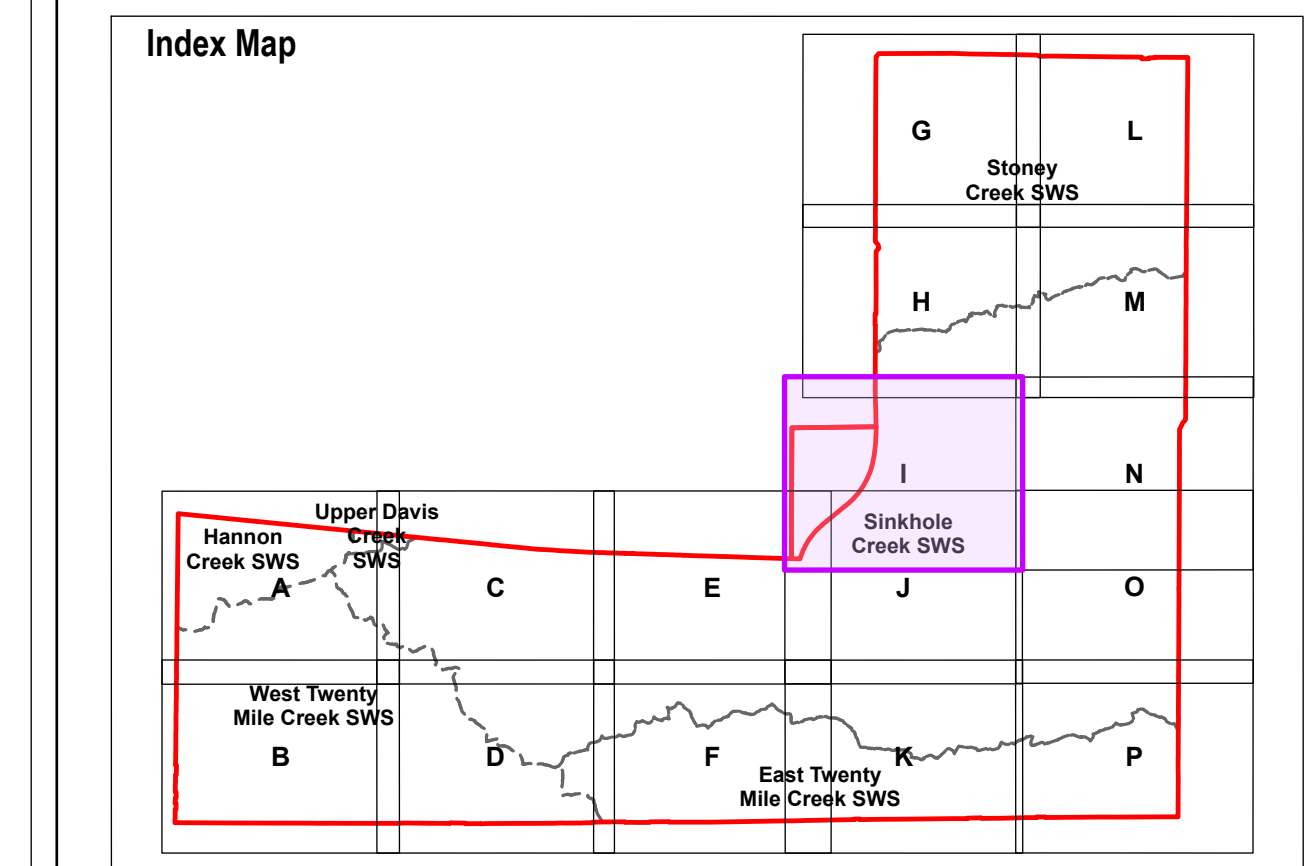 Index Map
G
L
Stoney
Creek SWS
H
M
I
N
Sinkhole
Creek SWS
Upper Davis
Creek
SWS
Hannon
Creek SWS
A
C
E
J
O
West Twenty
Mile Creek SWS
B
D
F
K
P
East Twenty
Mile Creek SWS